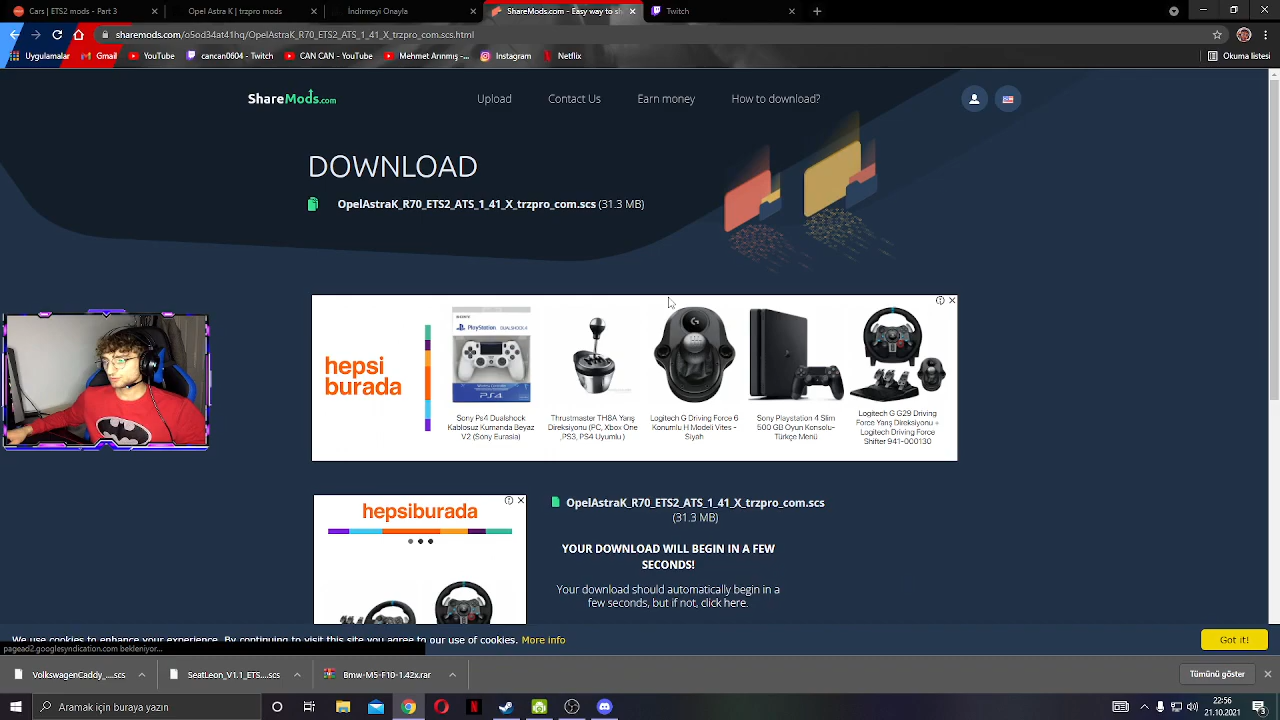 Cars | ETS2 mods - Part 3
Opel Astra K | trzpro mods
İndirmeyi Onayla
ShareMods.com - Easy way to sh
Twitch
sharemods.com
OpelAstraK_R70_ETS2_ATS_1_41_X_trzpro_com.scs.html
Uygulamalar
Gmail
YouTube
cancan0604 - Twitch
CAN CAN - YouTube
Mehmet Arınmış -...
Instagram
Netflix
Okuma listesi
ShareMods.com
Upload
Contact Us
Earn money
How to download?
DOWNLOAD
OpelAstraK_R70_ETS2_ATS_1_41_X_trzpro_com.scs (31.3 MB)
hepsi
burada
PlayStation
DUALSHOCK 4
PS4
Sony Ps4 Dualshock
Kablosuz Kumanda Beyaz
V2 (Sony Eurasia)
Thrustmaster TH8A Yarış
Direksiyonu (PC, Xbox One
,PS3, PS4 Uyumlu )
Logitech G Driving Force 6
Konumlu H Modeli Vites -
Siyah
Sony Playstation 4 Slim
500 GB Oyun Konsolu-
Türkçe Menü
Logitech G G29 Driving
Force Yarış Direksiyonu +
Logitech Driving Force
Shifter 941-000130
hepsiburada
OpelAstraK_R70_ETS2_ATS_1_41_X_trzpro_com.scs
(31.3 MB)
YOUR DOWNLOAD WILL BEGIN IN A FEW
SECONDS!
Your download should automatically begin in a
few seconds, but if not, click here.
We use cookies to enhance your experience. By continuing to visit this site you agree to our use of cookies. More info
Got it!
pagead2.googlesyndication.com bekleniyor...
VolkswagenCaddy_....scs
SeatLeon_V1.1_ETS....scs
Bmw-M5-F10-1.42x.rar
Tümünü göster
Aramak için buraya yazın
22:56
21.10.2021